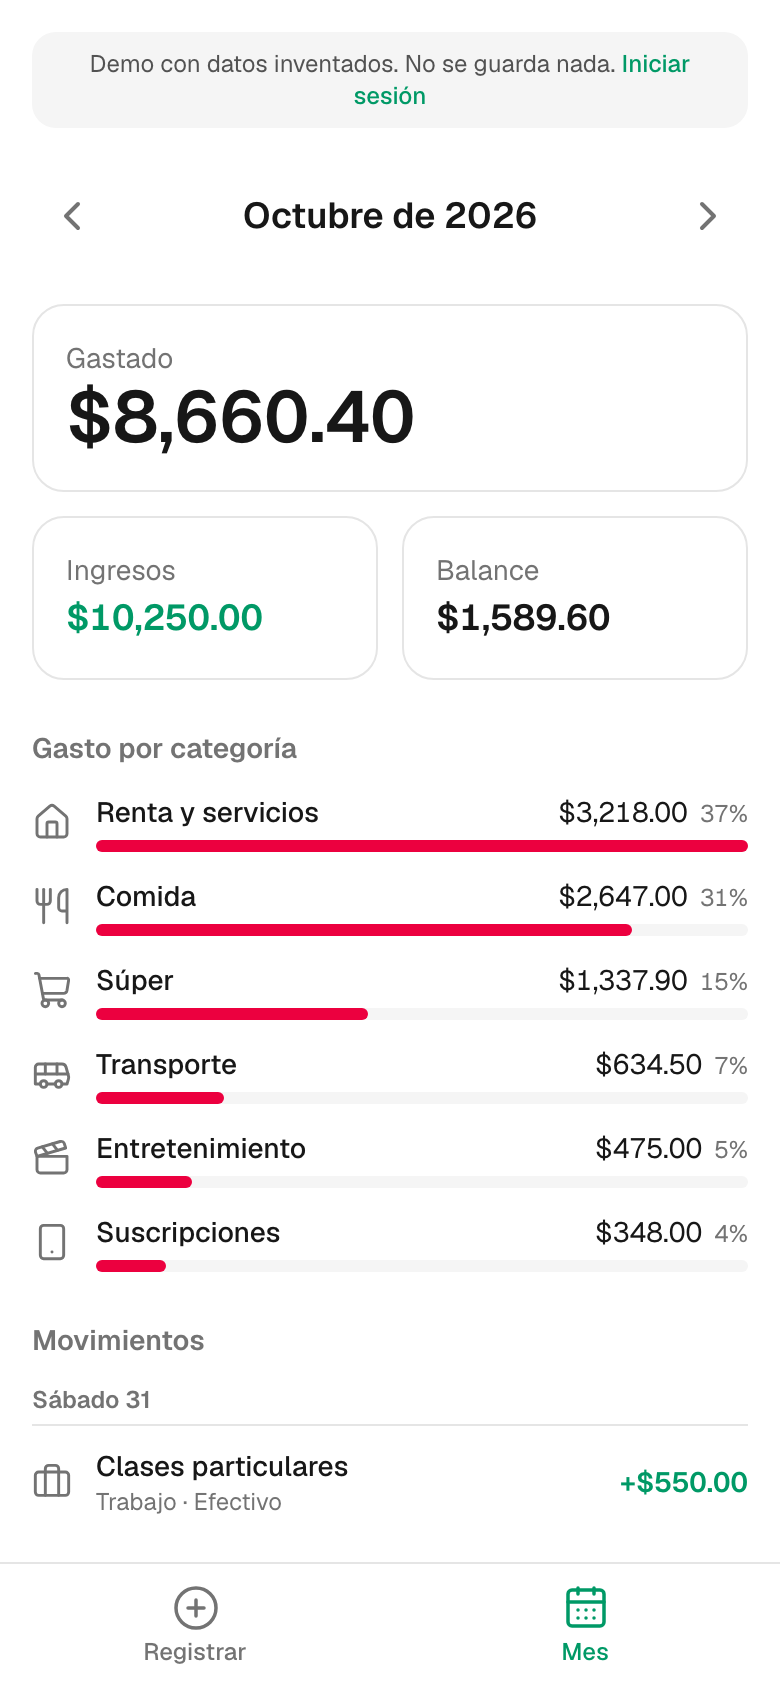 Demo con datos inventados. No se guarda nada. Iniciar
sesión
Octubre de 2026
Gastado
$8,660.40
Ingresos
$10,250.00
Balance
$1,589.60
Gasto por categoría
Renta y servicios $3,218.00 37%
Comida $2,647.00 31%
Súper $1,337.90 15%
Transporte $634.50 7%
Entretenimiento $475.00 5%
Suscripciones $348.00 4%
Movimientos
Sábado 31
Clases particulares
Trabajo · Efectivo
+$550.00
Registrar
Mes